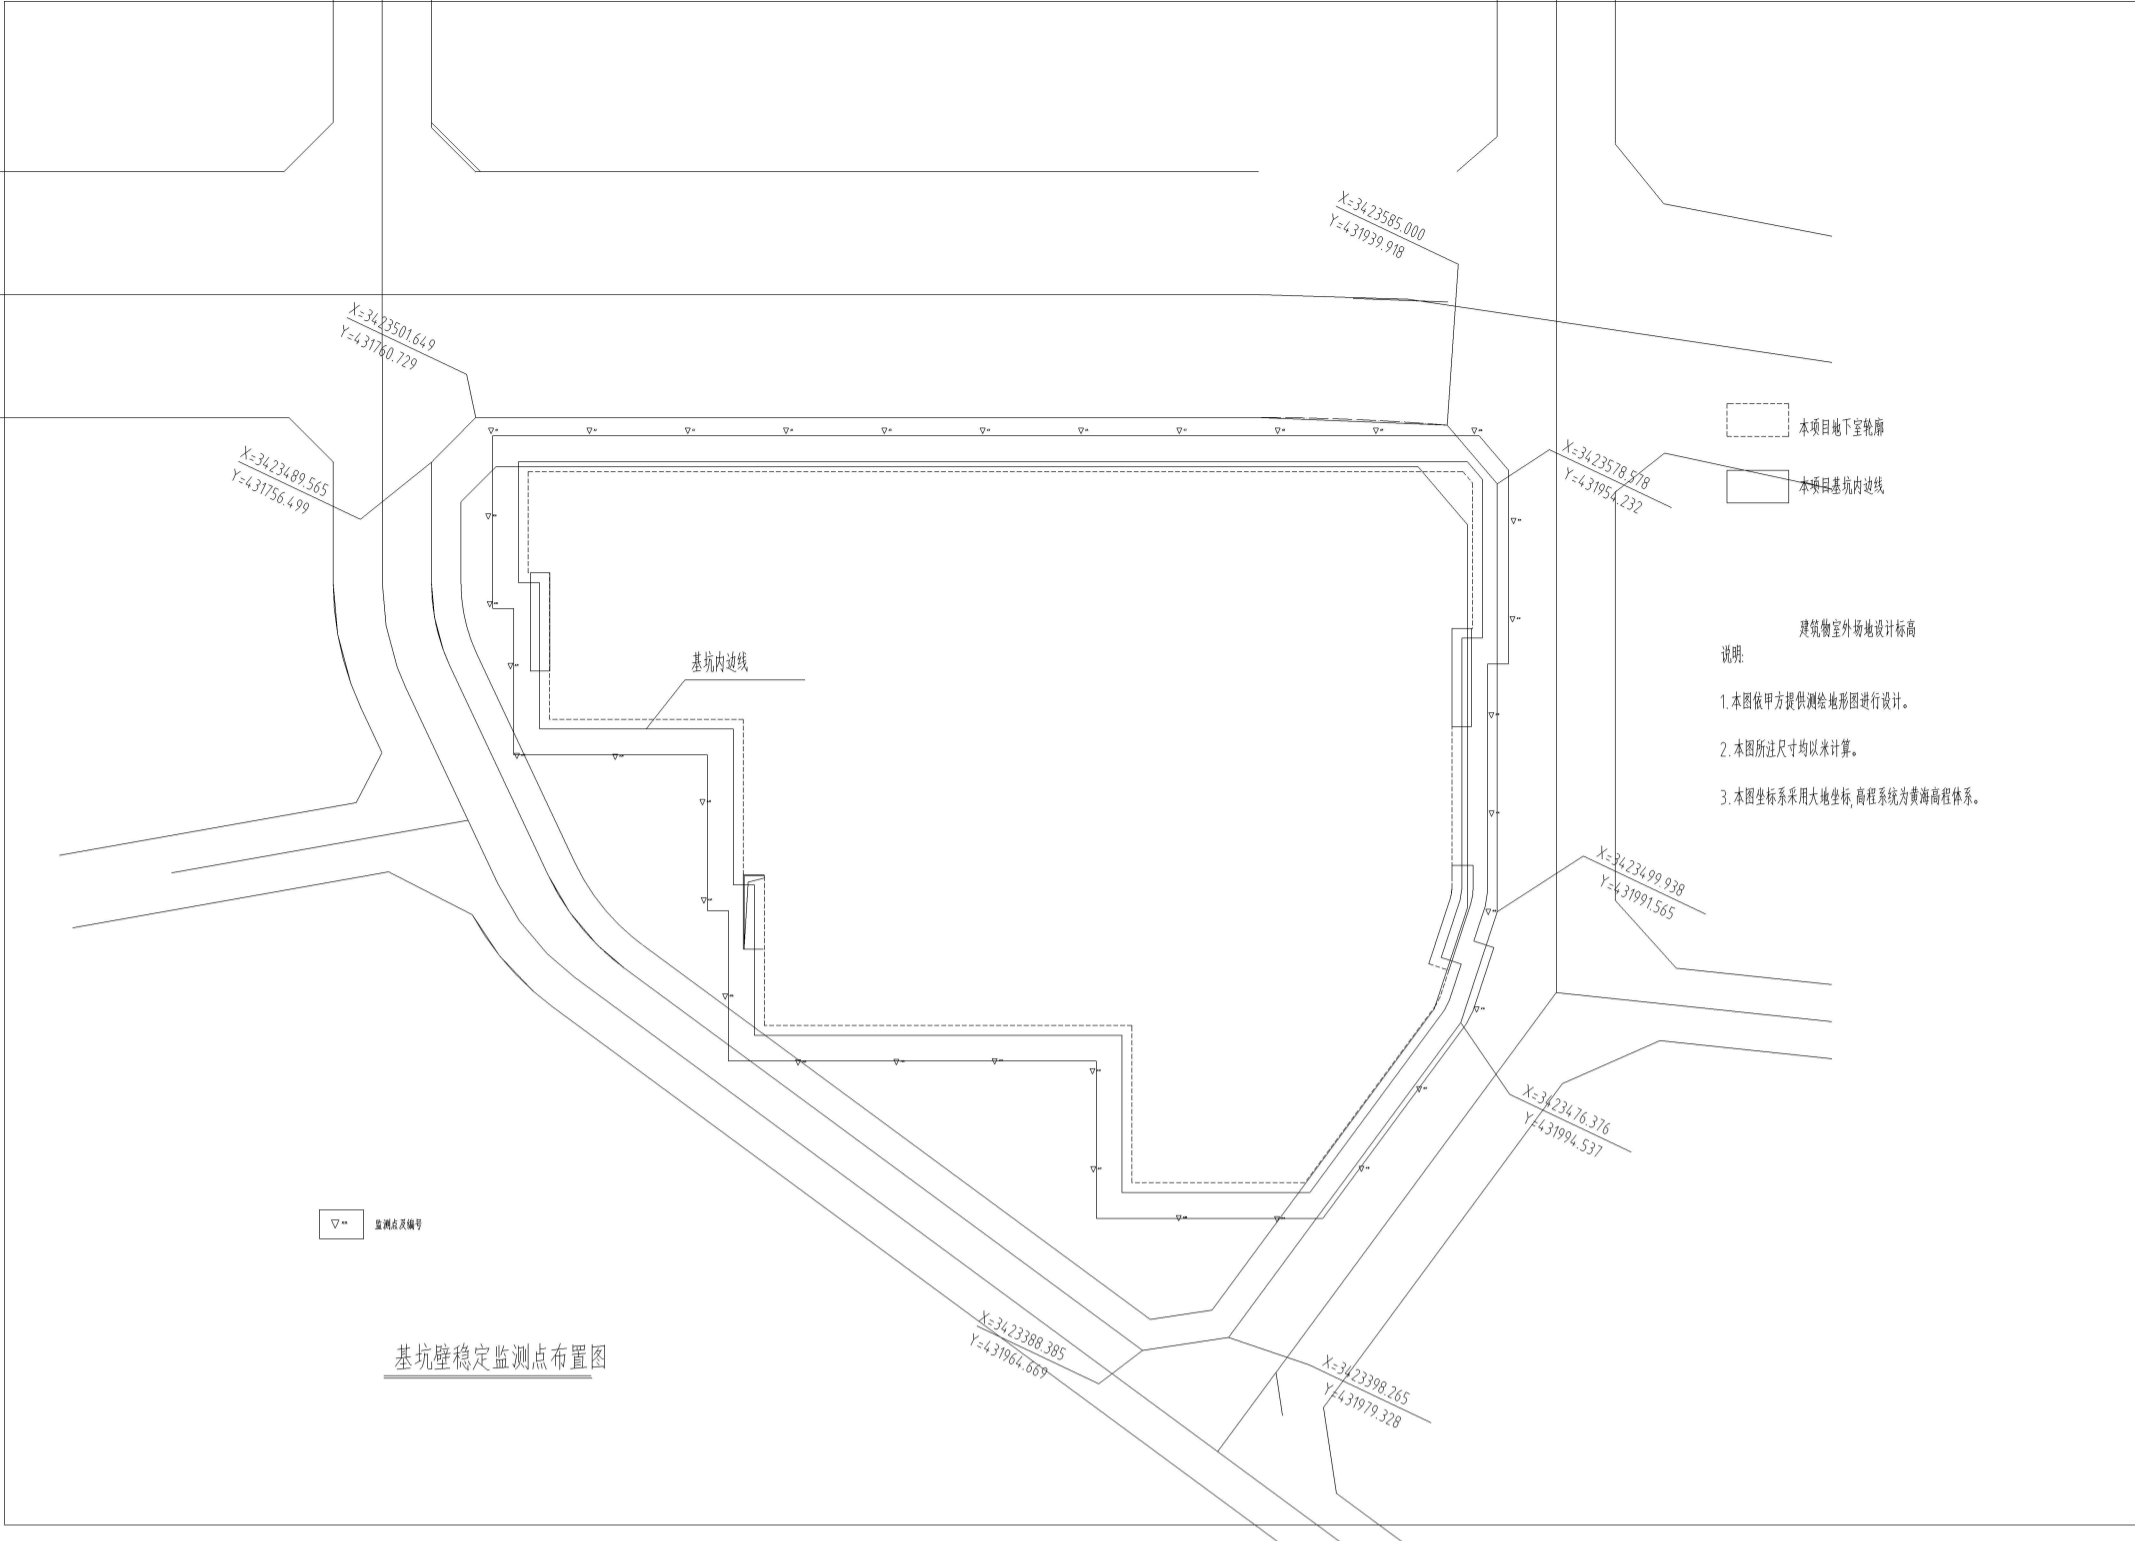 X=3423585.000
Y=431939.918
X=3423501.649
Y=431760.729
X=3423489.565
Y=431756.499
X=3423578.578
Y=431954.232
本项目地下室轮廓
本项目基坑内边线
建筑物室外场地设计标高
说明:
1.本图依甲方提供测绘地形图进行设计。
2.本图所注尺寸均以米计算。
3.本图坐标系采用大地坐标,高程系统为黄海高程体系。
基坑内边线
X=3423499.938
Y=431991.565
X=3423476.376
Y=431994.537
监测点及编号
X=3423388.385
Y=431964.669
X=3423398.265
Y=431979.328
基坑壁稳定监测点布置图